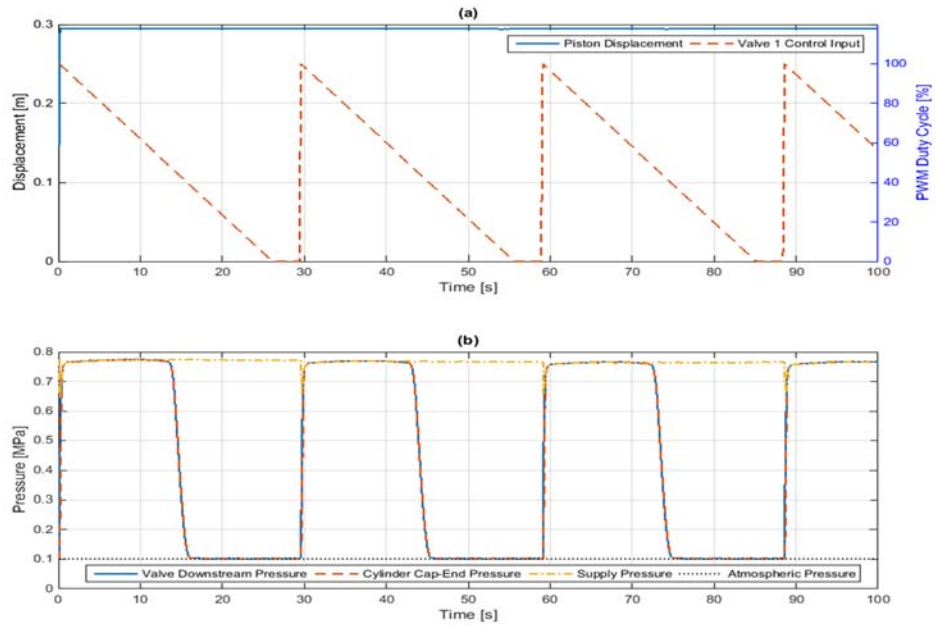 (a)
0.3
Piston Displacement
Valve 1 Control Input
100
0.2
80
Displacement [m]
PWM Duty Cycle [%]
60
0.1
40
20
0
0
0 10 20 30 40 50 60 70 80 90 100
Time [s]
(b)
0.8
0.7
0.6
0.5
Pressure [MPa]
0.4
0.3
0.2
0.1
Valve Downstream Pressure
Cylinder Cap-End Pressure
Supply Pressure
Atmospheric Pressure
0
0 10 20 30 40 50 60 70 80 90 100
Time [s]